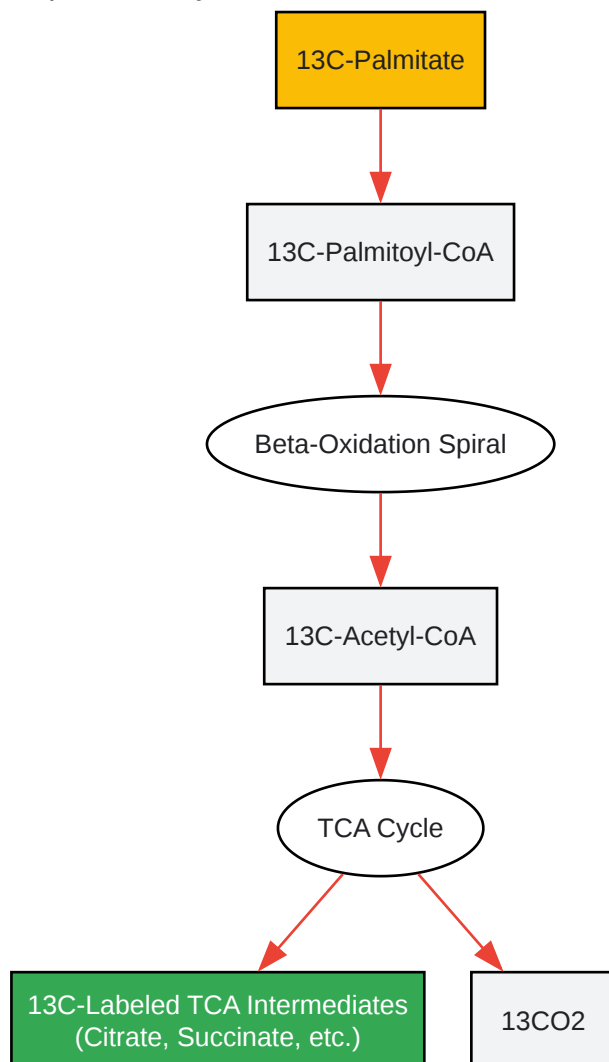 13C-Palmitate
13C-Palmitoyl-CoA
Beta-Oxidation Spiral
13C-Acetyl-CoA
TCA Cycle
13C-Labeled TCA Intermediates
(Citrate, Succinate, etc.)
13CO2